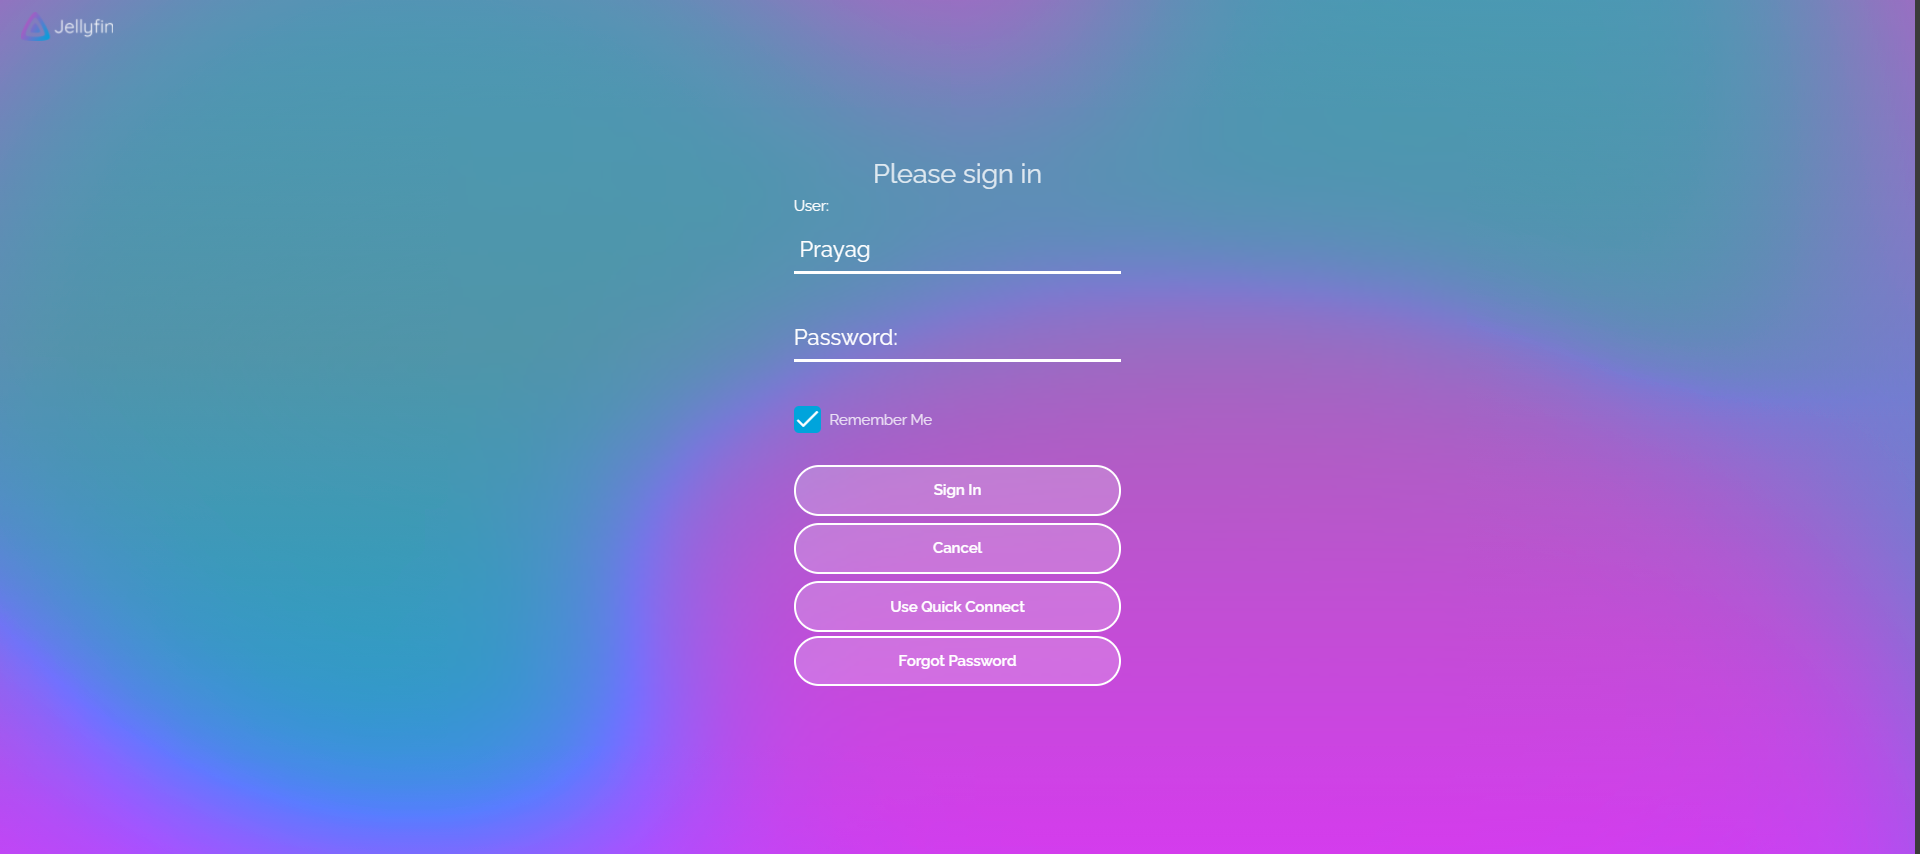 Jellyfin
Please sign in
User:
Prayag
Password:
Remember Me
Sign In
Cancel
Use Quick Connect
Forgot Password